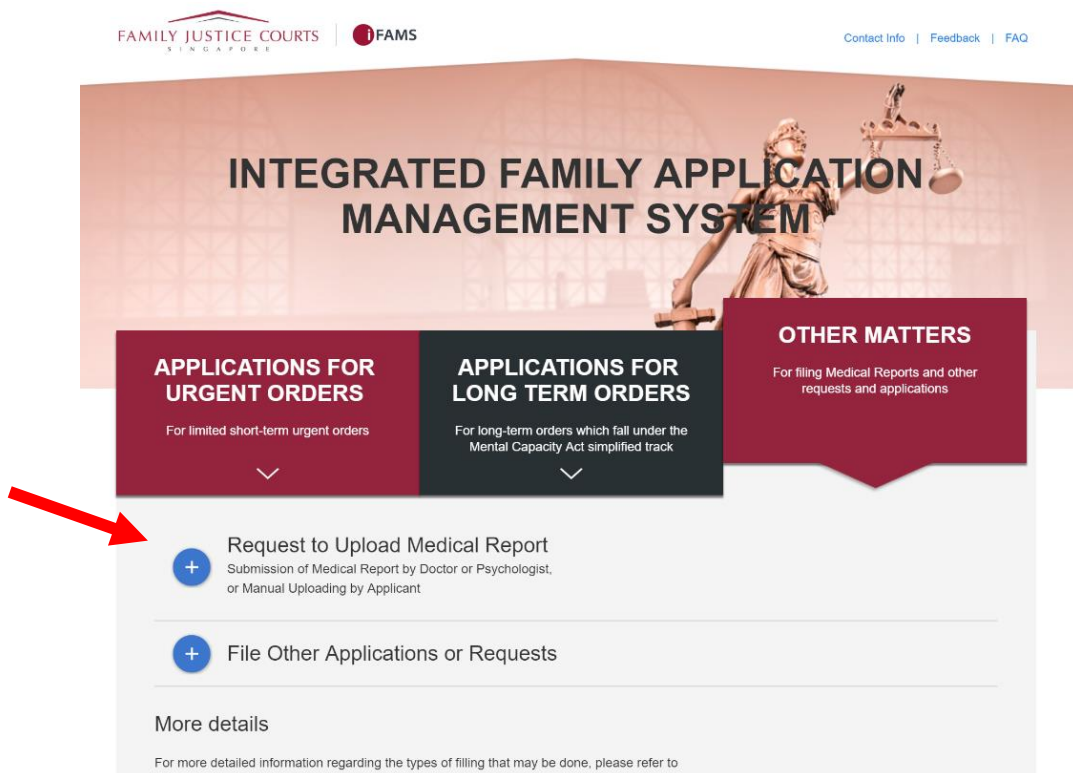 FAMILY JUSTICE COURTS
SINGAPORE
iFAMS
Contact Info | Feedback | FAQ
INTEGRATED FAMILY APPLICATION
MANAGEMENT SYSTEM
APPLICATIONS FOR
URGENT ORDERS
For limited short-term urgent orders
APPLICATIONS FOR
LONG TERM ORDERS
For long-term orders which fall under the
Mental Capacity Act simplified track
OTHER MATTERS
For filing Medical Reports and other
requests and applications
Request to Upload Medical Report
Submission of Medical Report by Doctor or Psychologist,
or Manual Uploading by Applicant
File Other Applications or Requests
More details
For more detailed information regarding the types of filling that may be done, please refer to